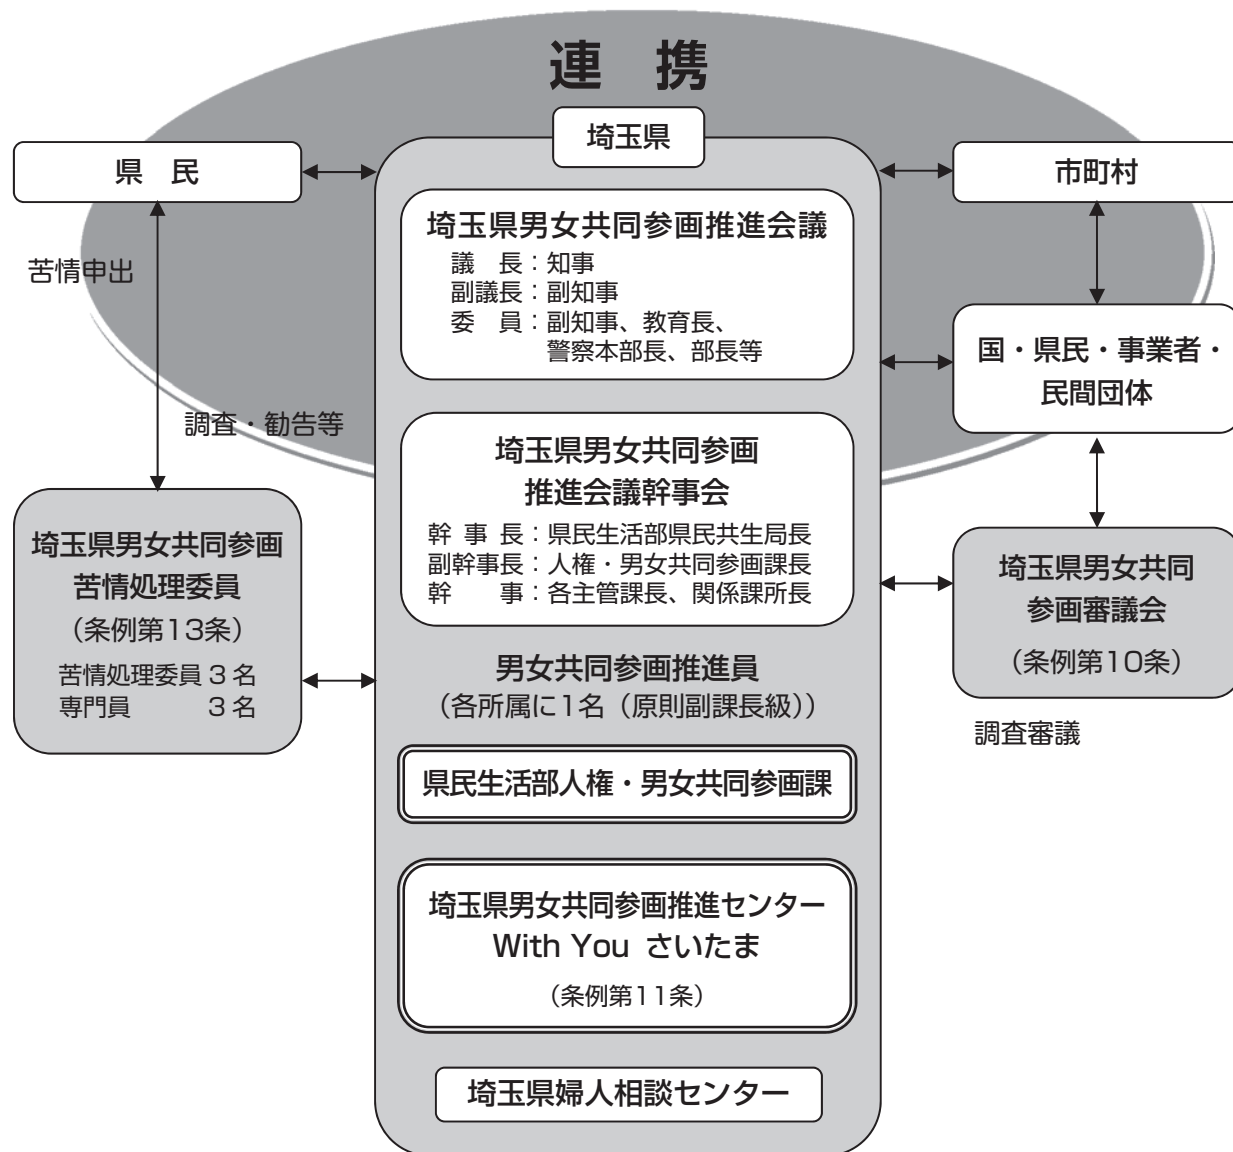 連　携
埼玉県
県　民
市町村
苦情申出
調査・勧告等
埼玉県男女共同参画推進会議
議　長：知事
副議長：副知事
委　員：副知事、教育長、
警察本部長、部長等
国・県民・事業者・
民間団体
埼玉県男女共同参画
推進会議幹事会
幹 事 長：県民生活部県民共生局長
副幹事長：人権・男女共同参画課長
幹　　事：各主管課長、関係課所長
埼玉県男女共同参画
苦情処理委員
（条例第13条）
苦情処理委員 3 名
専門員　　　 3 名
埼玉県男女共同
参画審議会
（条例第10条）
調査審議
男女共同参画推進員
（各所属に1名（原則副課長級））
県民生活部人権・男女共同参画課
埼玉県男女共同参画推進センター
With You さいたま
（条例第11条）
埼玉県婦人相談センター